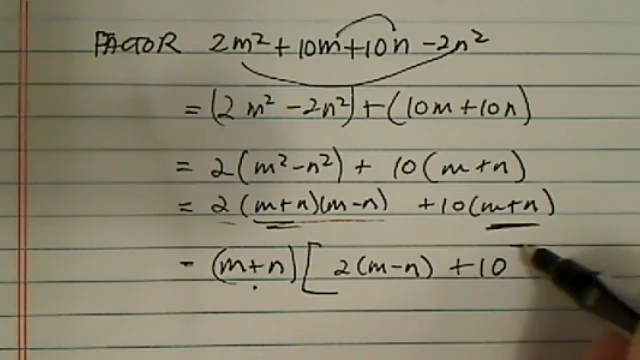 FACTOR 2m² + 10m + 10n - 2n²
= (2m² - 2n²) + (10m + 10n)
= 2(m² - n²) + 10(m + n)
= 2(m+n)(m-n) + 10(m+n)
= (m+n)[2(m-n) + 10